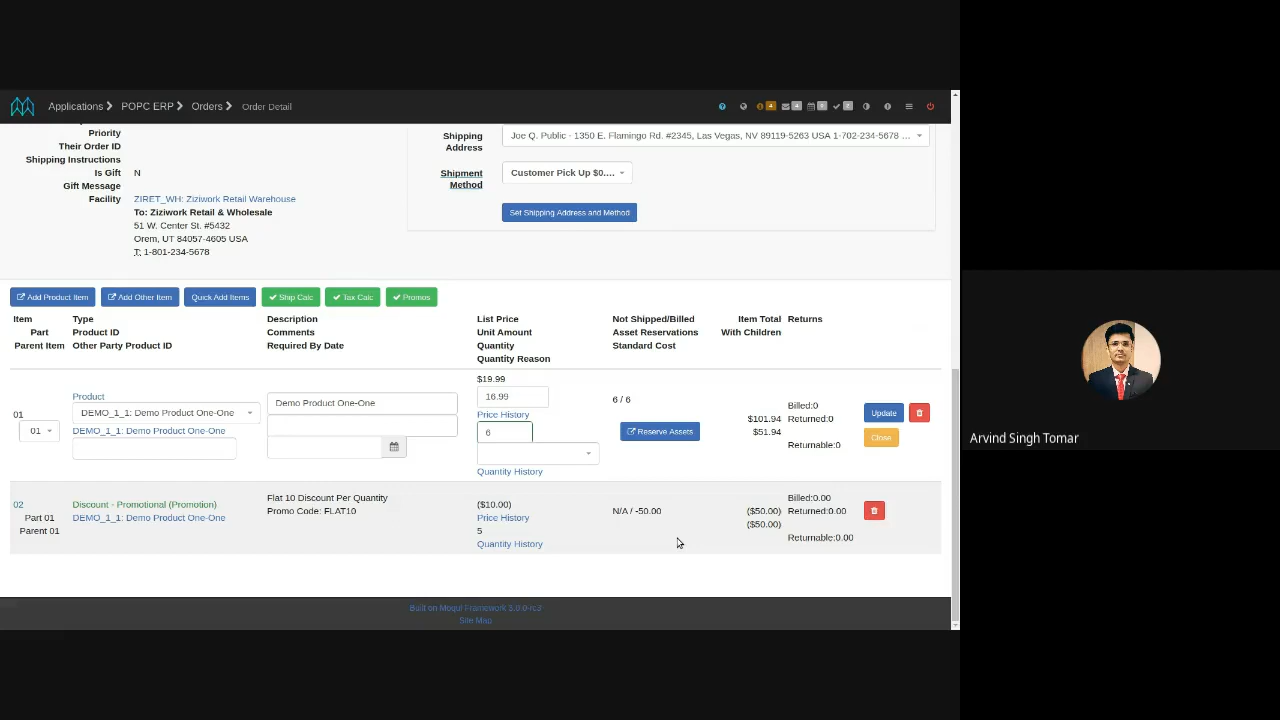 Applications
POPC ERP
Orders
Order Detail
4
4
2
Priority
Their Order ID
Shipping Instructions
Is Gift N
Gift Message
Facility ZIRET_WH: Ziziwork Retail Warehouse
To: Ziziwork Retail & Wholesale
51 W. Center St. #5432
Orem, UT 84057-4605 USA
T: 1-801-234-5678
Shipping Address
Joe Q. Public - 1350 E. Flamingo Rd. #2345, Las Vegas, NV 89119-5263 USA 1-702-234-5678 ...
Shipment Method
Customer Pick Up $0....
Set Shipping Address and Method
Add Product Item
Add Other Item
Quick Add Items
Ship Calc
Tax Calc
Promos
Item
Part
Parent Item
Type
Product ID
Other Party Product ID
Description
Comments
Required By Date
List Price
Unit Amount
Quantity
Quantity Reason
Not Shipped/Billed
Asset Reservations
Standard Cost
Item Total
With Children
Returns
01
01
Product
DEMO_1_1: Demo Product One-One
DEMO_1_1: Demo Product One-One
Demo Product One-One
$19.99
16.99
Price History
6
Quantity History
6 / 6
Reserve Assets
$101.94
$51.94
Billed:0
Returned:0
Returnable:0
Update
Close
02
Part 01
Parent 01
Discount - Promotional (Promotion)
DEMO_1_1: Demo Product One-One
Flat 10 Discount Per Quantity
Promo Code: FLAT10
($10.00)
Price History
5
Quantity History
N/A / -50.00
($50.00)
($50.00)
Billed:0.00
Returned:0.00
Returnable:0.00
Built on Moqui Framework 3.0.0-rc3
Site Map
Arvind Singh Tomar